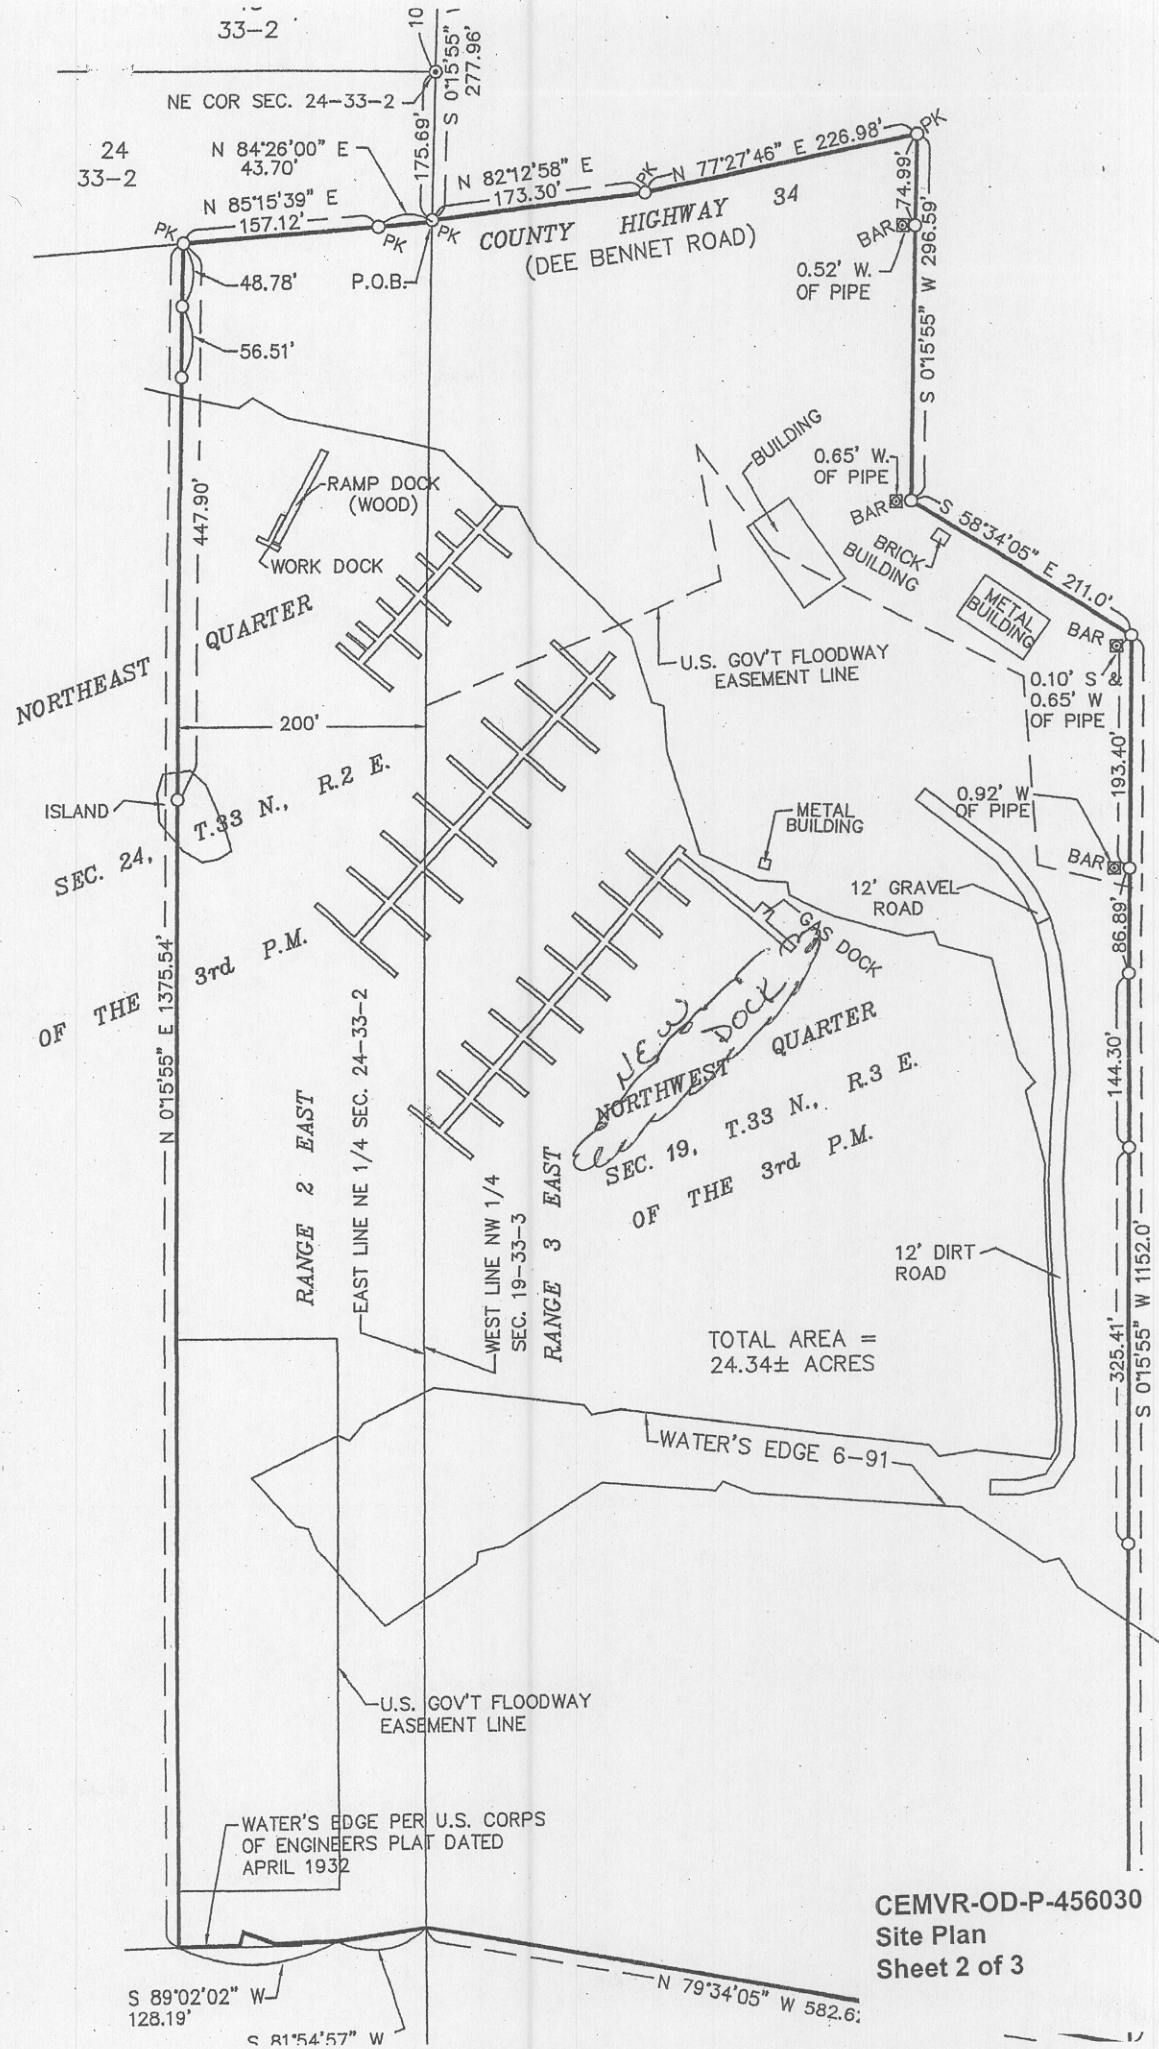 33-2
10
S 0°15'55"
277.96'
NE COR SEC. 24-33-2
175.69'
24
33-2
N 84°26'00" E
43.70'
N 85°15'39" E
157.12'
N 82°12'58" E
173.30'
N 77°27'46" E 226.98'
PK
PK
PK
PK
PK
COUNTY HIGHWAY 34
(DEE BENNET ROAD)
P.O.B.
74.99'
BAR
0.52' W.
OF PIPE
S 0°15'55" W 296.59'
48.78'
56.51'
447.90'
RAMP DOCK
(WOOD)
WORK DOCK
BUILDING
0.65' W.
OF PIPE
BAR
S 58°34'05" E 211.0'
BRICK
BUILDING
METAL
BUILDING
BAR
0.10' S &
0.65' W
OF PIPE
193.40'
U.S. GOV'T FLOODWAY
EASEMENT LINE
NORTHEAST QUARTER
200'
ISLAND
SEC. 24, T.33 N., R.2 E.
OF THE 3rd P.M.
N 0°15'55" E 1375.54'
METAL
BUILDING
0.92' W
OF PIPE
BAR
12' GRAVEL
ROAD
86.89'
GAS DOCK
NEW
DOCK
NORTHWEST QUARTER
SEC. 19, T.33 N., R.3 E.
OF THE 3rd P.M.
144.30'
RANGE 2 EAST
EAST LINE NE 1/4 SEC. 24-33-2
WEST LINE NW 1/4
SEC. 19-33-3
RANGE 3 EAST
12' DIRT
ROAD
325.41'
S 0°15'55" W 1152.0'
TOTAL AREA =
24.34± ACRES
WATER'S EDGE 6-91
U.S. GOV'T FLOODWAY
EASEMENT LINE
WATER'S EDGE PER U.S. CORPS
OF ENGINEERS PLAT DATED
APRIL 1932
CEMVR-OD-P-456030
Site Plan
Sheet 2 of 3
S 89°02'02" W
128.19'
S 81°54'57" W
N 79°34'05" W 582.6